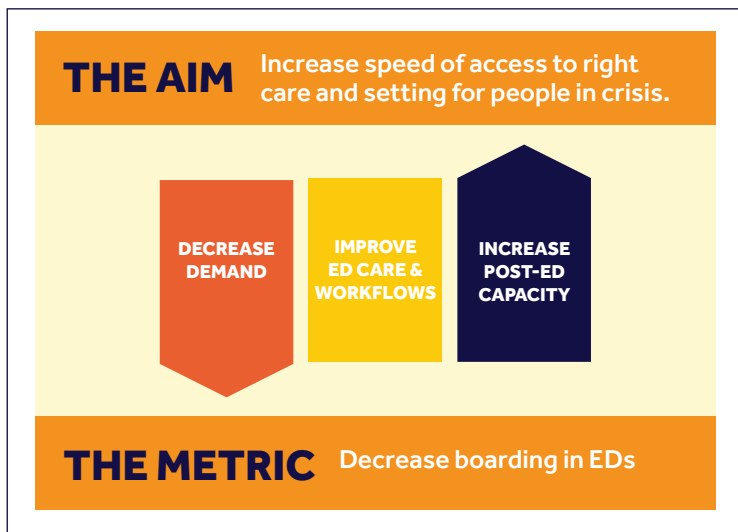 THE AIM
Increase speed of access to right
care and setting for people in crisis.
DECREASE
DEMAND
IMPROVE
ED CARE &
WORKFLOWS
INCREASE
POST-ED
CAPACITY
THE METRIC
Decrease boarding in EDs